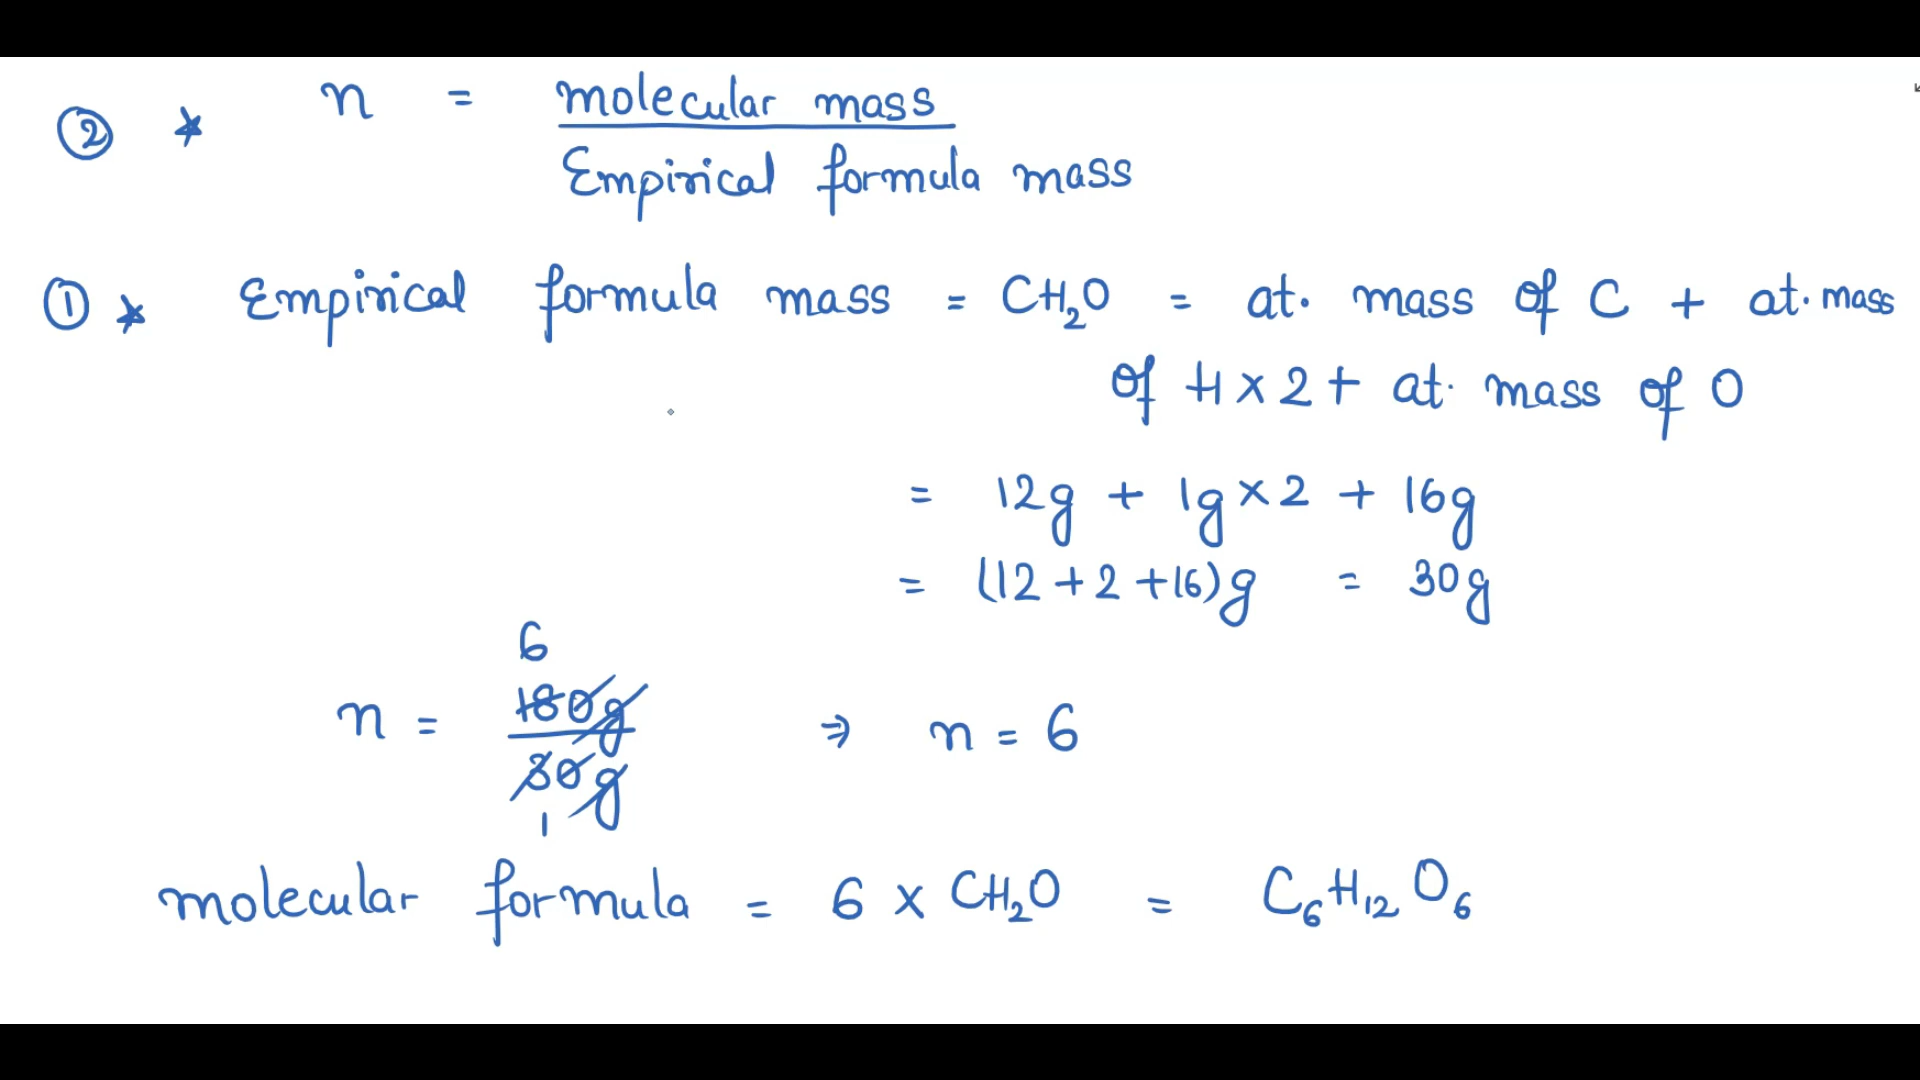 ② * n = molecular mass
Empirical formula mass
① * Empirical formula mass = CH₂O = at. mass of C + at. mass
of H × 2 + at. mass of O
= 12g + 1g × 2 + 16g
= (12 + 2 + 16)g = 30g
6
n = 180g ⇒ n = 6
30g
1
molecular formula = 6 × CH₂O = C₆H₁₂O₆